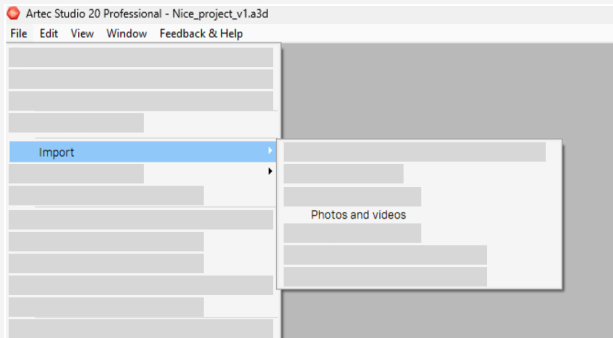 Artec Studio 20 Professional - Nice_project_v1.a3d
File Edit View Window Feedback & Help
Import
Photos and videos